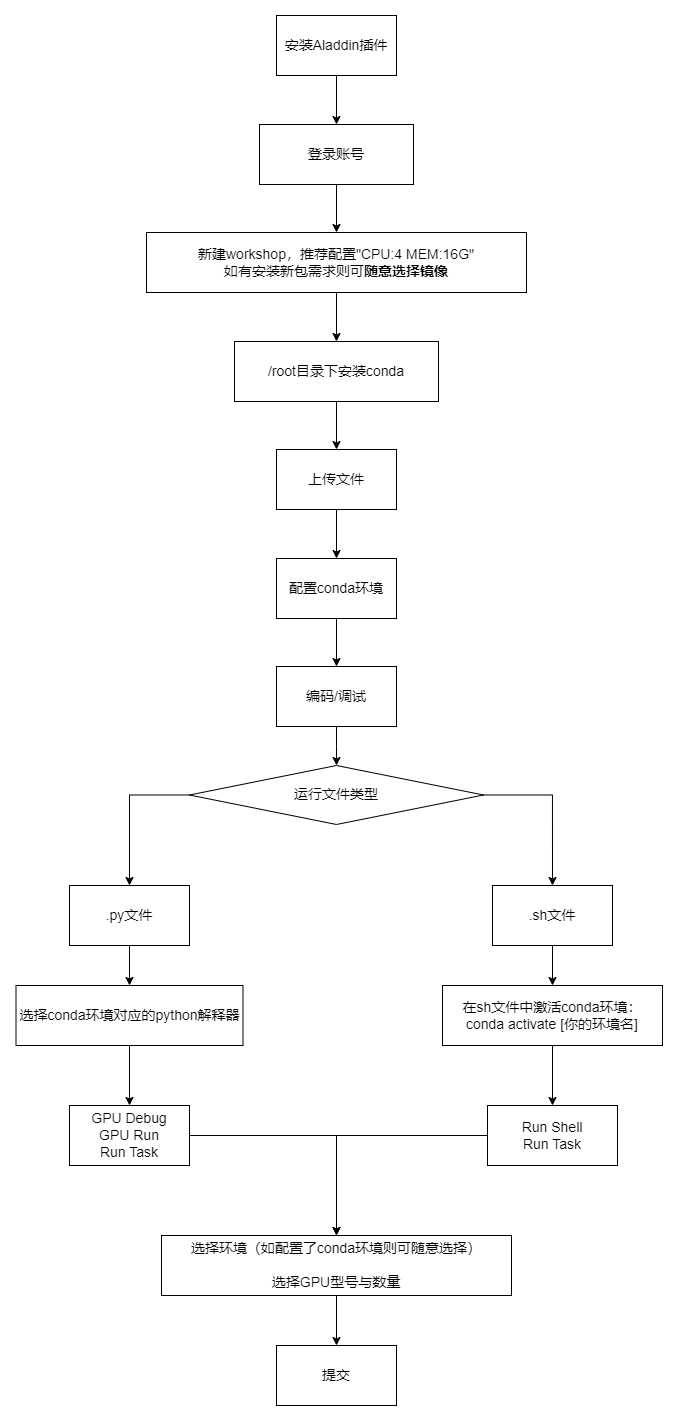 安装Aladdin插件
登录账号
新建workshop，推荐配置"CPU:4 MEM:16G"
如有安装新包需求则可随意选择镜像
/root目录下安装conda
上传文件
配置conda环境
编码/调试
运行文件类型
.py文件
.sh文件
选择conda环境对应的python解释器
在sh文件中激活conda环境：
conda activate [你的环境名]
GPU Debug
GPU Run
Run Task
Run Shell
Run Task
选择环境（如配置了conda环境则可随意选择）
选择GPU型号与数量
提交